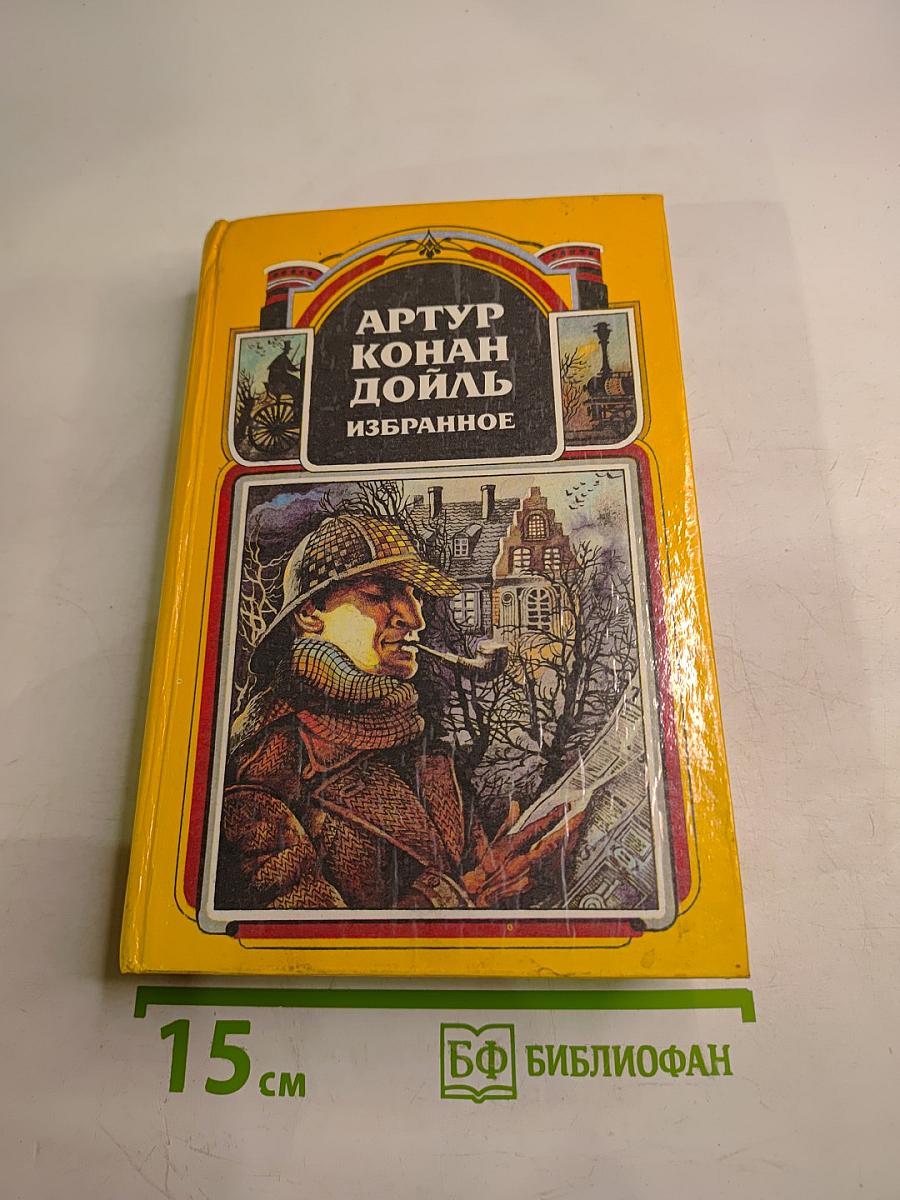 АРТУР
КОНАН
ДОЙЛЬ
ИЗБРАННОЕ
15 см
БФ БИБЛИОФАН